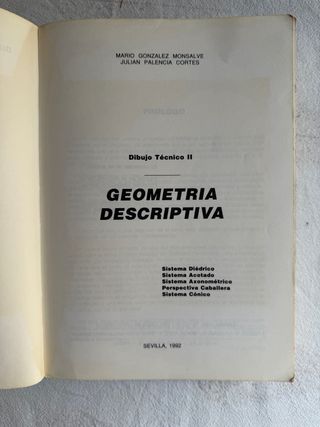 MARIO GONZALEZ MONSALVE
JULIAN PALENCIA CORTES
Dibujo Técnico II
GEOMETRIA
DESCRIPTIVA
Sistema Diédrico
Sistema Acotado
Sistema Axonométrico
Perspectiva Caballera
Sistema Cónico
SEVILLA, 1992